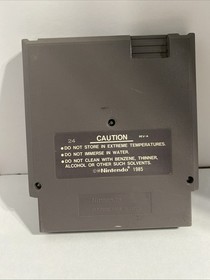 24 CAUTION REV-A
● DO NOT STORE IN EXTREME TEMPERATURES.
● DO NOT IMMERSE IN WATER.
● DO NOT CLEAN WITH BENZENE, THINNER,
ALCOHOL OR OTHER SUCH SOLVENTS.
©Nintendo® 1985